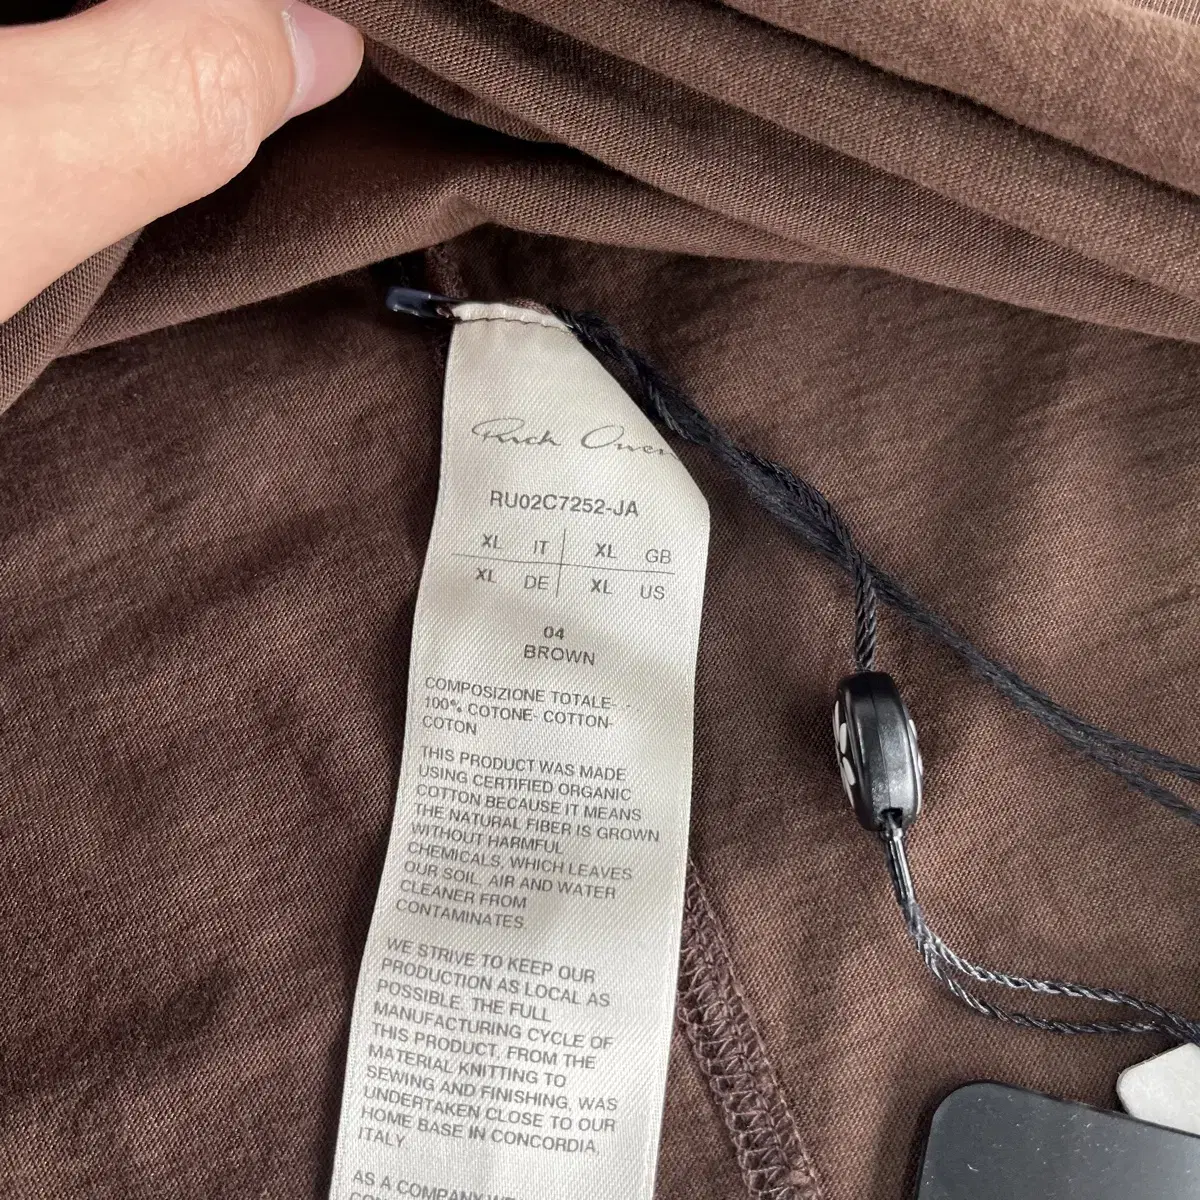 Rick Owen
RU02C7252-JA
XL IT XL GB
XL DE XL US
04
BROWN
COMPOSIZIONE TOTALE- -
100% COTONE- COTTON-
COTON
THIS PRODUCT WAS MADE
USING CERTIFIED ORGANIC
COTTON BECAUSE IT MEANS
THE NATURAL FIBER IS GROWN
WITHOUT HARMFUL
CHEMICALS, WHICH LEAVES
OUR SOIL, AIR AND WATER
CLEANER FROM
CONTAMINATES
WE STRIVE TO KEEP OUR
PRODUCTION AS LOCAL AS
POSSIBLE. THE FULL
MANUFACTURING CYCLE OF
THIS PRODUCT, FROM THE
MATERIAL KNITTING TO
SEWING AND FINISHING, WAS
UNDERTAKEN CLOSE TO OUR
HOME BASE IN CONCORDIA,
ITALY.
AS A COMPANY